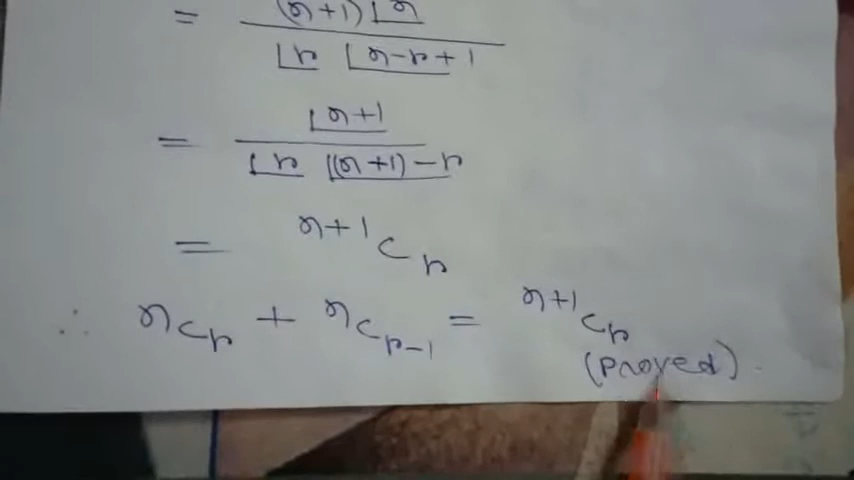 = (n+1) ⌊n / ⌊r ⌊n-r+1
= ⌊n+1 / ⌊r ⌊(n+1)-r
= ⁿ⁺¹Cᵣ
∴ ⁿCᵣ + ⁿCᵣ₋₁ = ⁿ⁺¹Cᵣ
(Proved).